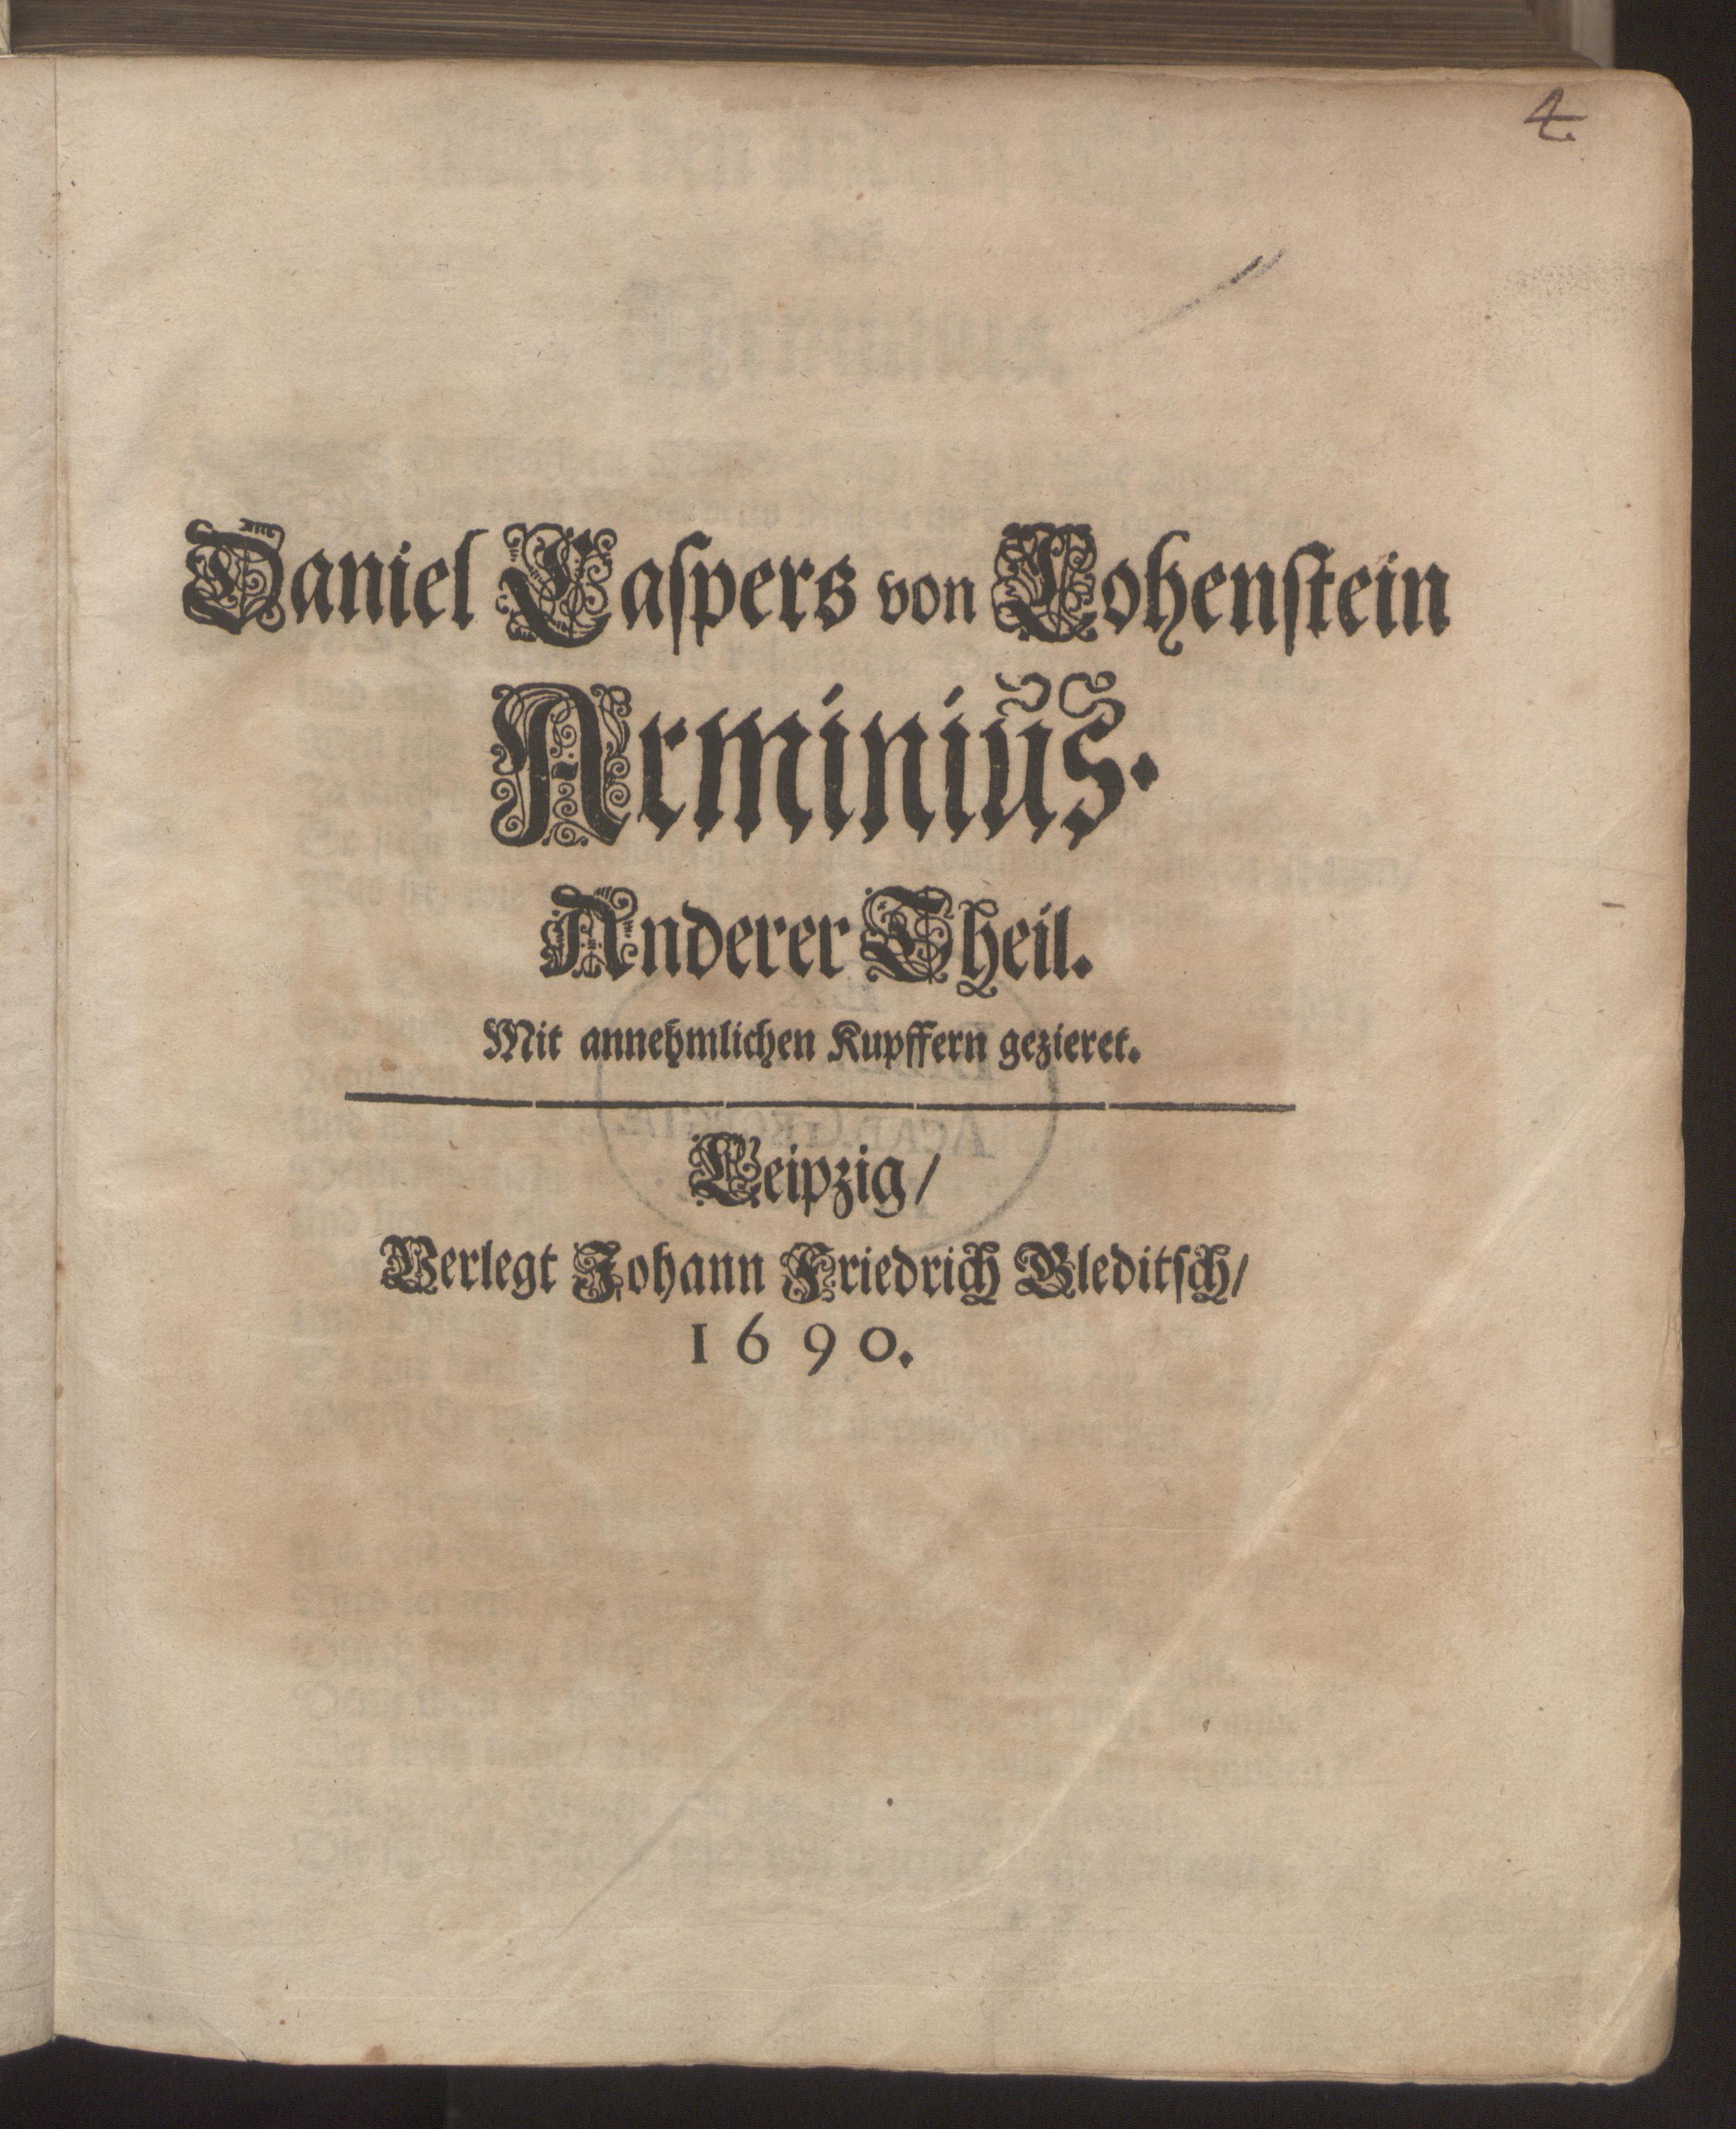 4.
Daniel Caspers von Lohenstein
Arminius.
Anderer Theil.
Mit annehmlichen Kupffern gezieret.
Leipzig/
Verlegt Johann Friedrich Gleditsch/
1690.